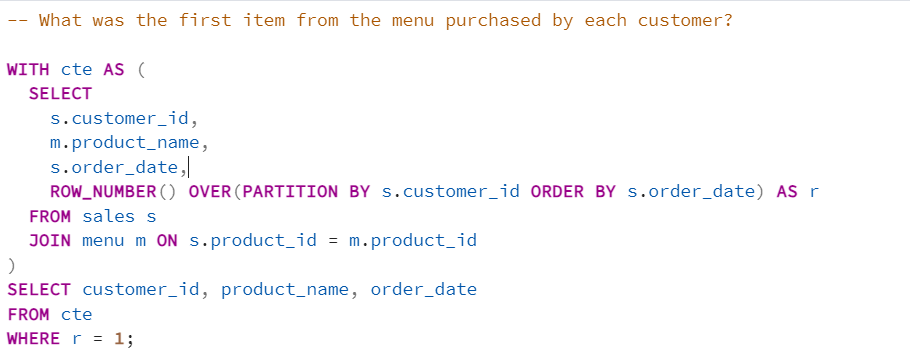 -- What was the first item from the menu purchased by each customer?
WITH cte AS (
SELECT
s.customer_id,
m.product_name,
s.order_date,
ROW_NUMBER() OVER(PARTITION BY s.customer_id ORDER BY s.order_date) AS r
FROM sales s
JOIN menu m ON s.product_id = m.product_id
)
SELECT customer_id, product_name, order_date
FROM cte
WHERE r = 1;